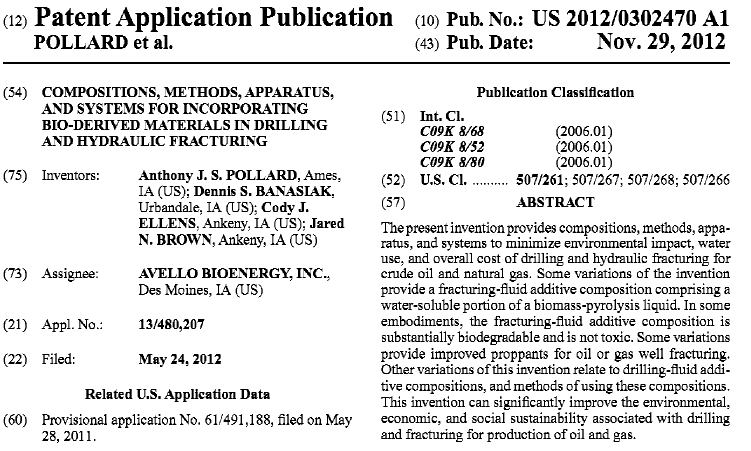 (12) Patent Application Publication
POLLARD et al.
(10) Pub. No.: US 2012/0302470 A1
(43) Pub. Date: Nov. 29, 2012
(54) COMPOSITIONS, METHODS, APPARATUS,
AND SYSTEMS FOR INCORPORATING
BIO-DERIVED MATERIALS IN DRILLING
AND HYDRAULIC FRACTURING
(75) Inventors: Anthony J. S. POLLARD, Ames,
IA (US); Dennis S. BANASIAK,
Urbandale, IA (US); Cody J.
ELLENS, Ankeny, IA (US); Jared
N. BROWN, Ankeny, IA (US)
(73) Assignee: AVELLO BIOENERGY, INC.,
Des Moines, IA (US)
(21) Appl. No.: 13/480,207
(22) Filed: May 24, 2012
Related U.S. Application Data
(60) Provisional application No. 61/491,188, filed on May
28, 2011.
Publication Classification
(51) Int. Cl.
C09K 8/68 (2006.01)
C09K 8/52 (2006.01)
C09K 8/80 (2006.01)
(52) U.S. Cl. .......... 507/261; 507/267; 507/268; 507/266
(57) ABSTRACT
The present invention provides compositions, methods, appa-
ratus, and systems to minimize environmental impact, water
use, and overall cost of drilling and hydraulic fracturing for
crude oil and natural gas. Some variations of the invention
provide a fracturing-fluid additive composition comprising a
water-soluble portion of a biomass-pyrolysis liquid. In some
embodiments, the fracturing-fluid additive composition is
substantially biodegradable and is not toxic. Some variations
provide improved proppants for oil or gas well fracturing.
Other variations of this invention relate to drilling-fluid addi-
tive compositions, and methods of using these compositions.
This invention can significantly improve the environmental,
economic, and social sustainability associated with drilling
and fracturing for production of oil and gas.